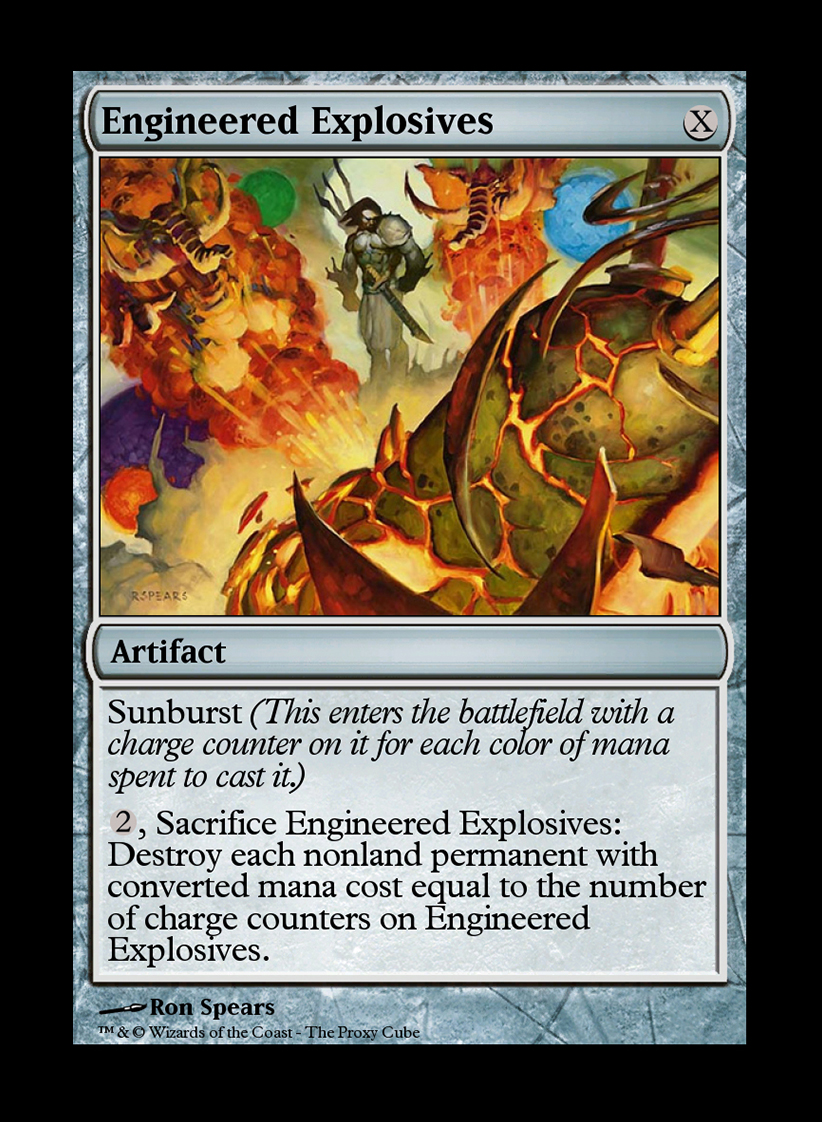 Engineered Explosives X
RSPEARS
Artifact
Sunburst (This enters the battlefield with a
charge counter on it for each color of mana
spent to cast it.)
2, Sacrifice Engineered Explosives:
Destroy each nonland permanent with
converted mana cost equal to the number
of charge counters on Engineered
Explosives.
Ron Spears
™ & © Wizards of the Coast - The Proxy Cube